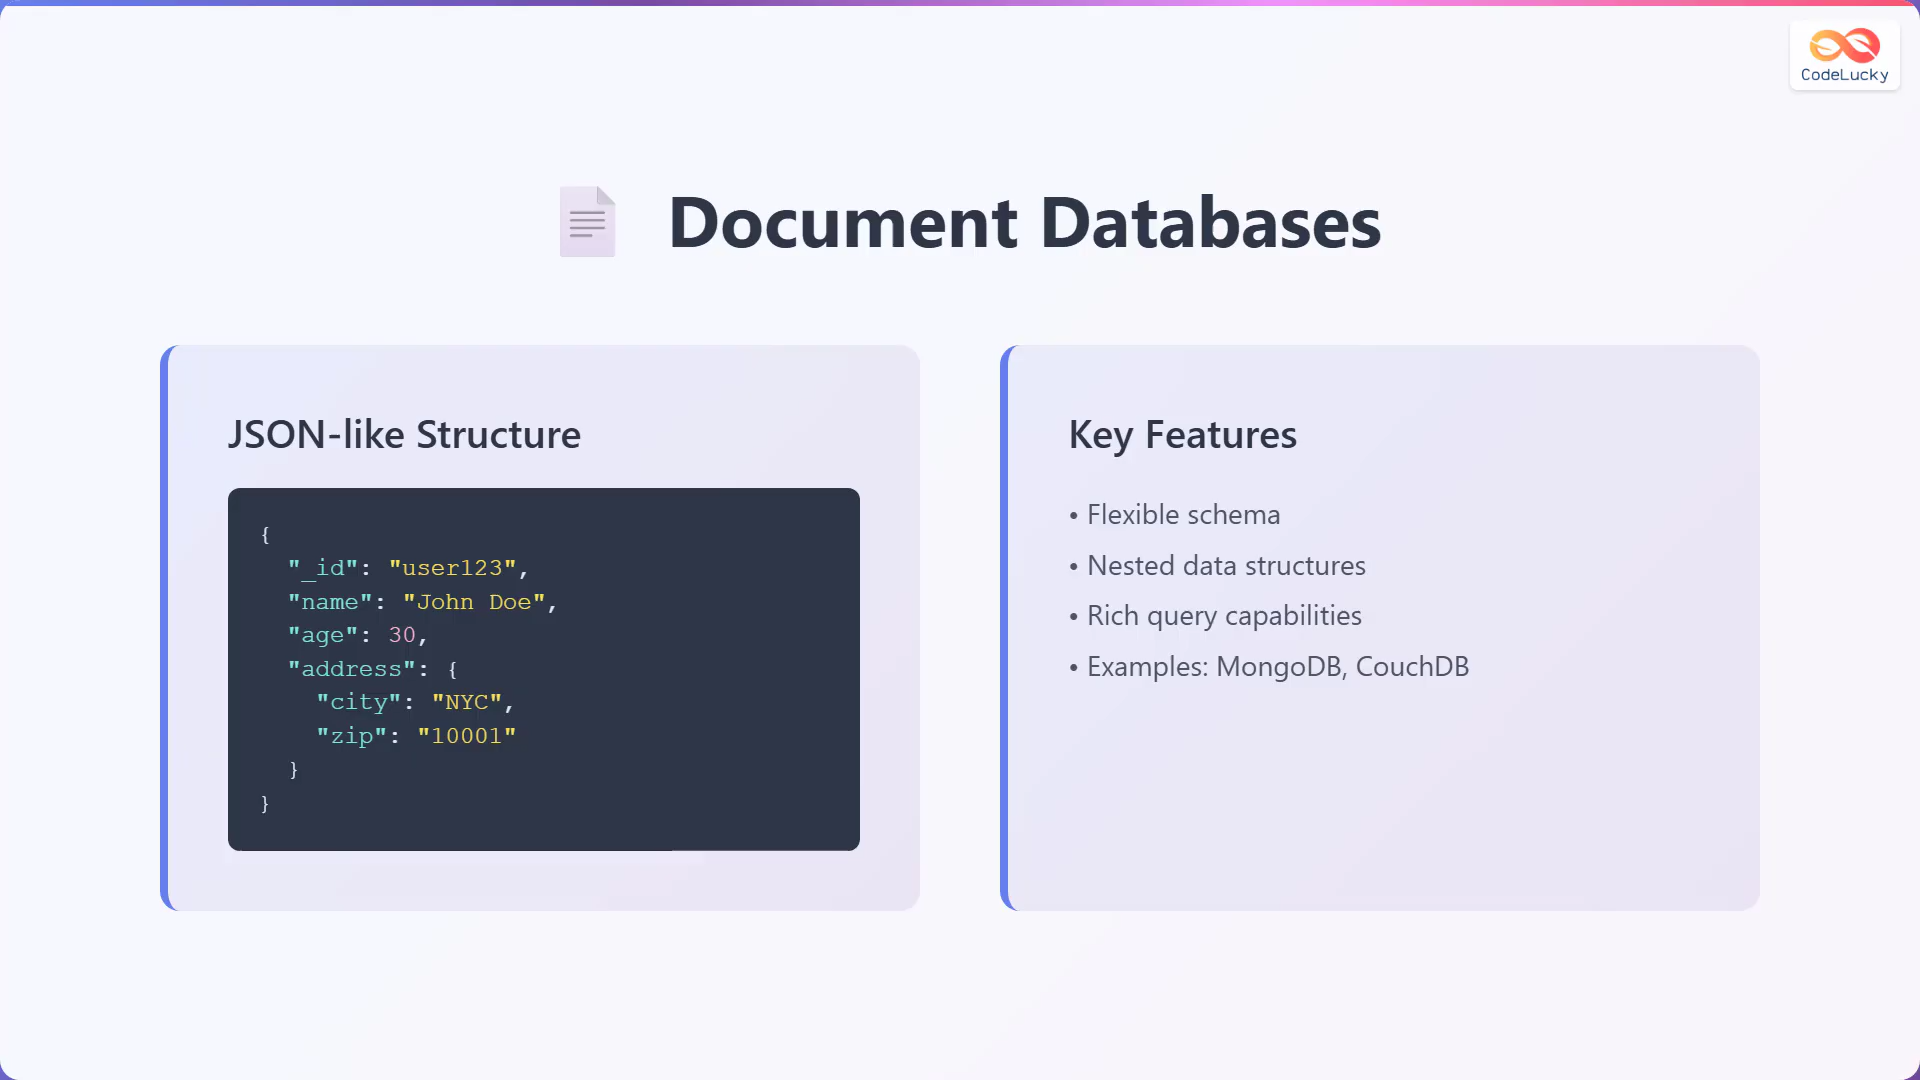 CodeLucky
Document Databases
JSON-like Structure
{
  "_id": "user123",
  "name": "John Doe",
  "age": 30,
  "address": {
    "city": "NYC",
    "zip": "10001"
  }
}
Key Features
• Flexible schema
• Nested data structures
• Rich query capabilities
• Examples: MongoDB, CouchDB